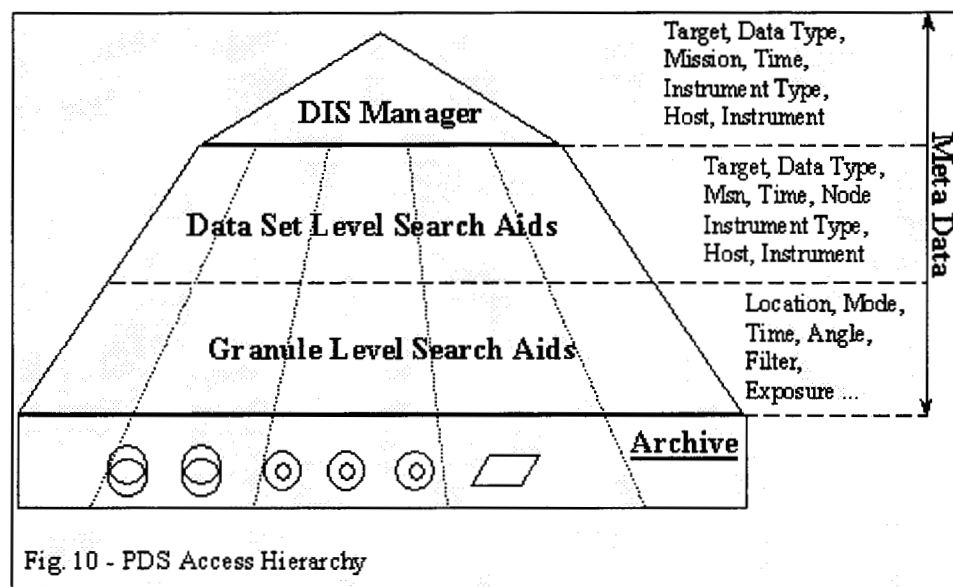 Target, Data Type,
Mission, Time,
Instrument Type,
Host, Instrument
DIS Manager
Target, Data Type,
Msn, Time, Node
Instrument Type,
Host, Instrument
Data Set Level Search Aids
Location, Mode,
Time, Angle,
Filter,
Exposure ...
Granule Level Search Aids
Meta Data
Archive
Fig. 10 - PDS Access Hierarchy